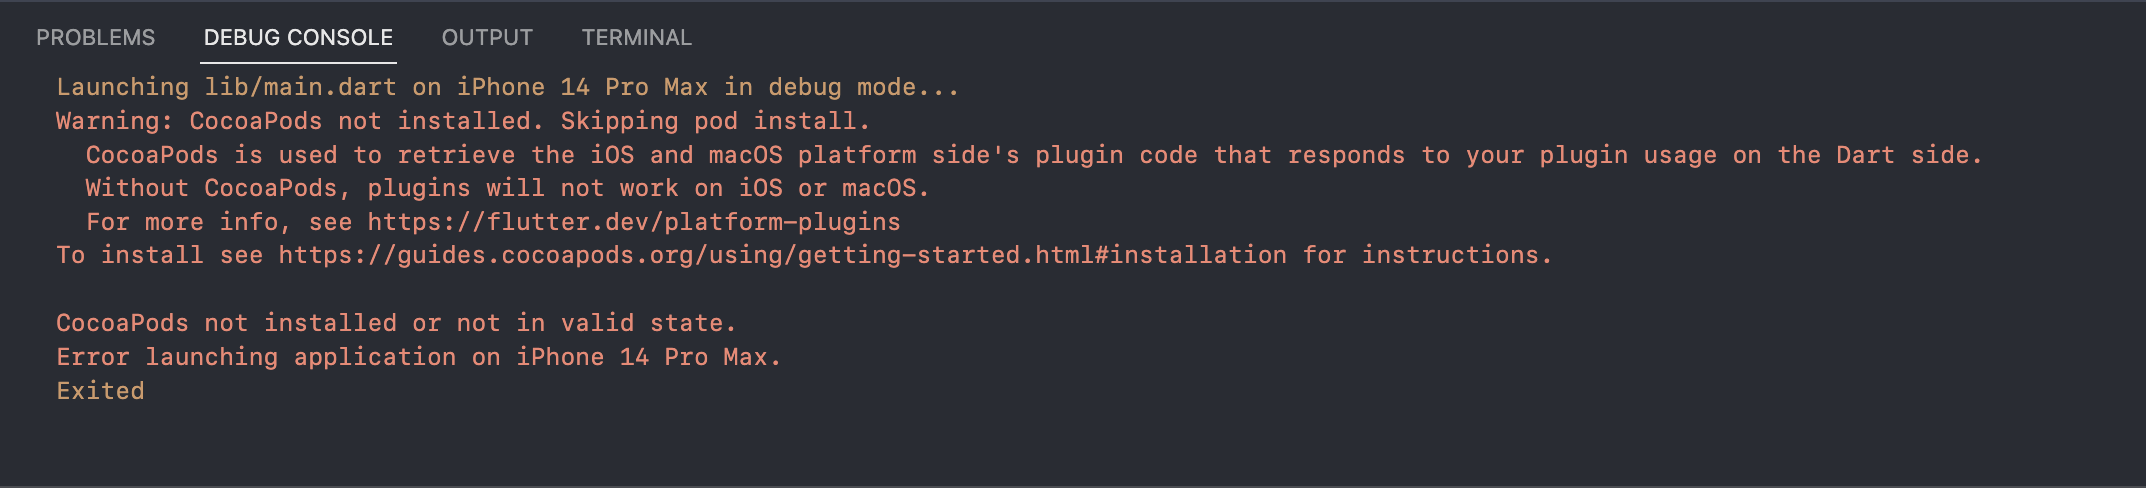 PROBLEMS DEBUG CONSOLE OUTPUT TERMINAL
Launching lib/main.dart on iPhone 14 Pro Max in debug mode...
Warning: CocoaPods not installed. Skipping pod install.
CocoaPods is used to retrieve the iOS and macOS platform side's plugin code that responds to your plugin usage on the Dart side.
Without CocoaPods, plugins will not work on iOS or macOS.
For more info, see https://flutter.dev/platform-plugins
To install see https://guides.cocoapods.org/using/getting-started.html#installation for instructions.
CocoaPods not installed or not in valid state.
Error launching application on iPhone 14 Pro Max.
Exited